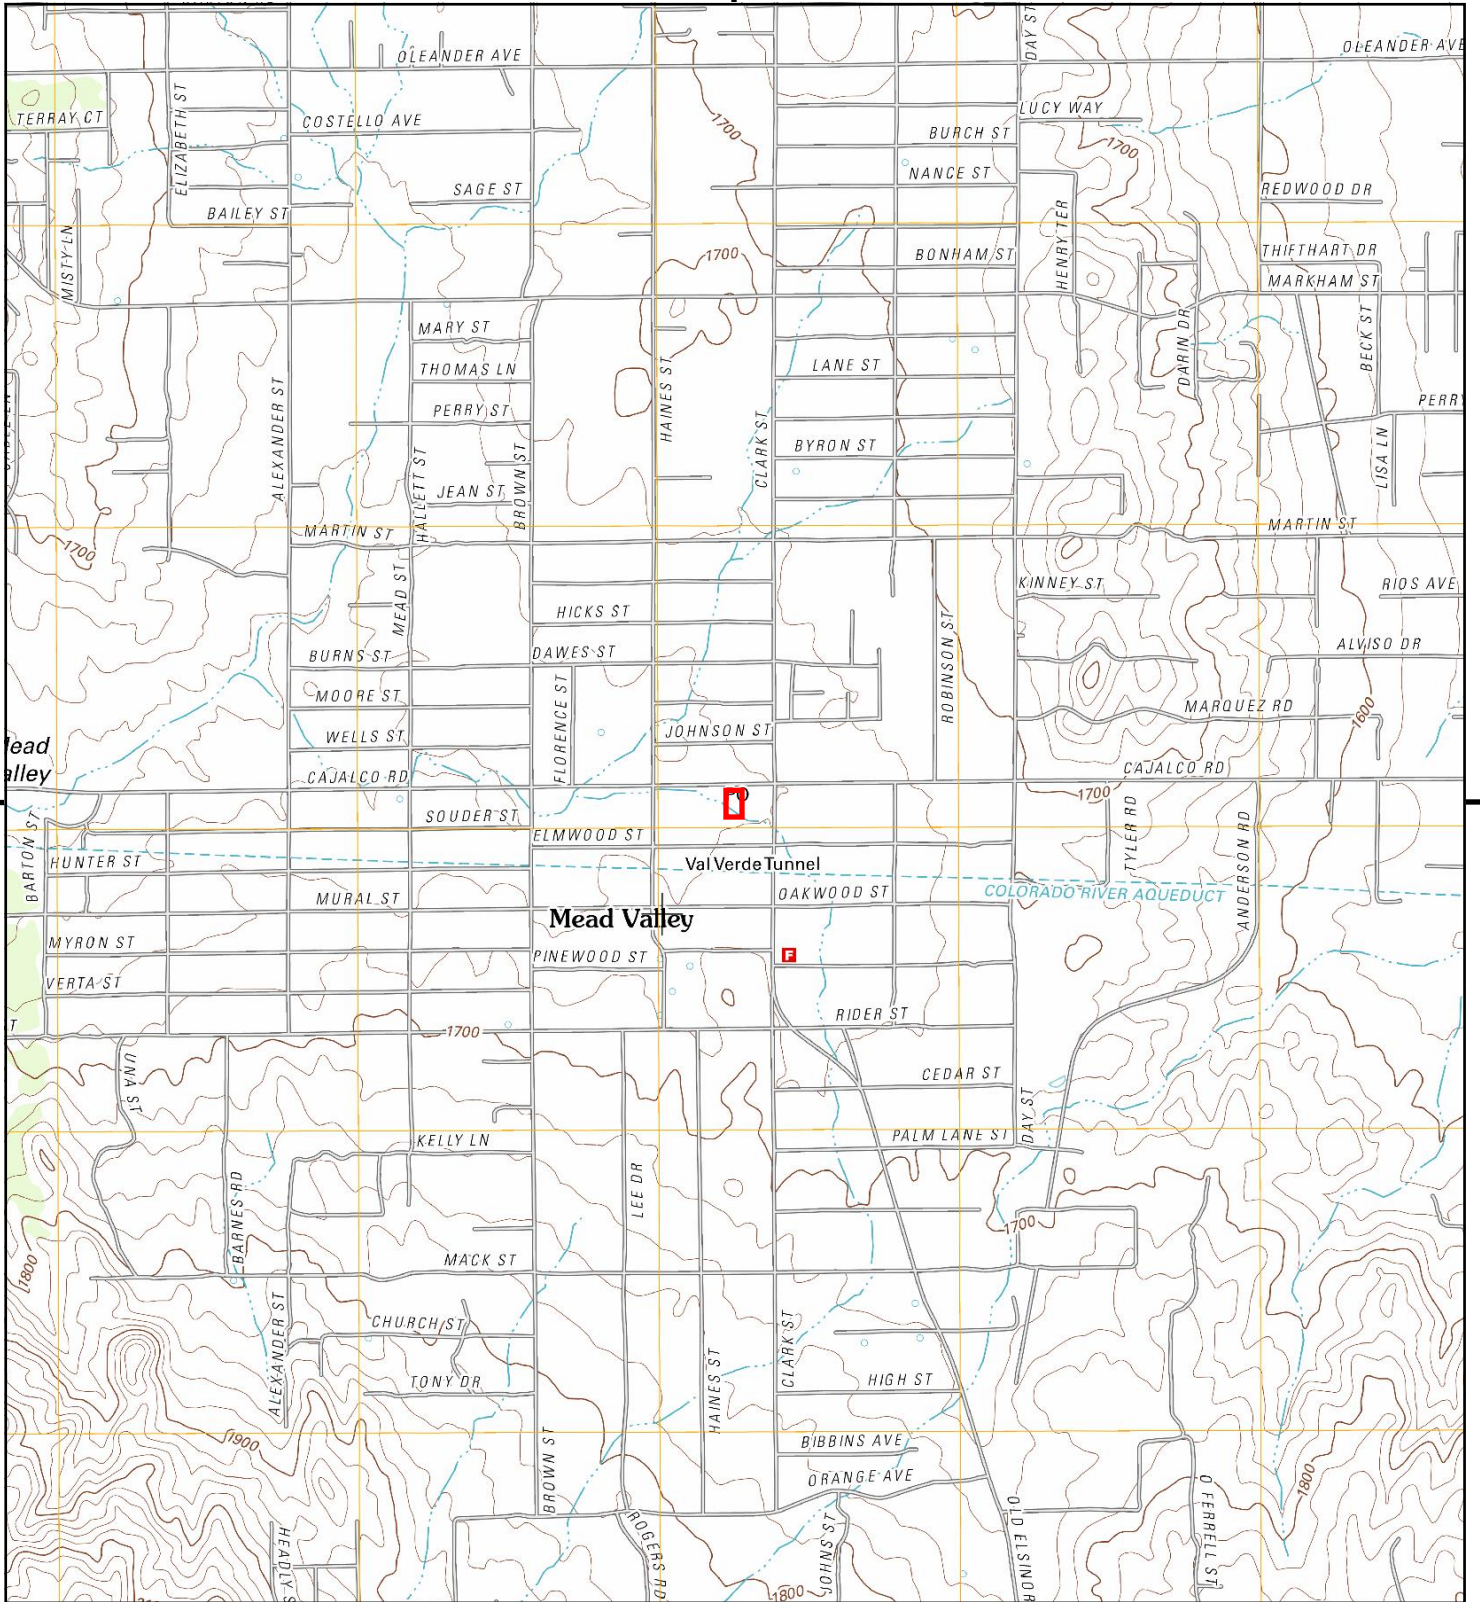 OLEANDER AVE
DAY ST
OLEANDER AVE
TERRAY CT
ELIZABETH ST
COSTELLO AVE
1700
LUCY WAY
BURCH ST
1700
NANCE ST
SAGE ST
REDWOOD DR
BAILEY ST
HENRY TER
MISTY LN
1700
BONHAM ST
THIFTHART DR
MARKHAM ST
MARY ST
DARIN DR
BECK ST
THOMAS LN
LANE ST
HAINES ST
ALEXANDER ST
PERRY ST
PERRY
CLARK ST
BYRON ST
LISA LN
HALLETT ST
BROWN ST
JEAN ST
MARTIN ST
MARTIN ST
1700
MEAD ST
KINNEY ST
RIOS AVE
HICKS ST
ROBINSON ST
BURNS ST
DAWES ST
ALVISO DR
MOORE ST
FLORENCE ST
MARQUEZ RD
1600
WELLS ST
JOHNSON ST
lead
alley
CAJALCO RD
CAJALCO RD
1700
SOUDER ST
TYLER RD
BARTON ST
ELMWOOD ST
ANDERSON RD
HUNTER ST
Val Verde Tunnel
MURAL ST
OAKWOOD ST
COLORADO RIVER AQUEDUCT
Mead Valley
MYRON ST
PINEWOOD ST
F
VERTA ST
RIDER ST
1700
UNA ST
CEDAR ST
DAY ST
KELLY LN
PALM LANE ST
BARNES RD
LEE DR
1700
1800
MACK ST
ALEXANDER ST
CHURCH ST
CLARK ST
HAINES ST
TONY DR
HIGH ST
1900
BROWN ST
BIBBINS AVE
ORANGE AVE
1800
O FERRELL ST
OLD ELSINOR
ROGERS RD
JOHNS ST
HEADLY S
1800